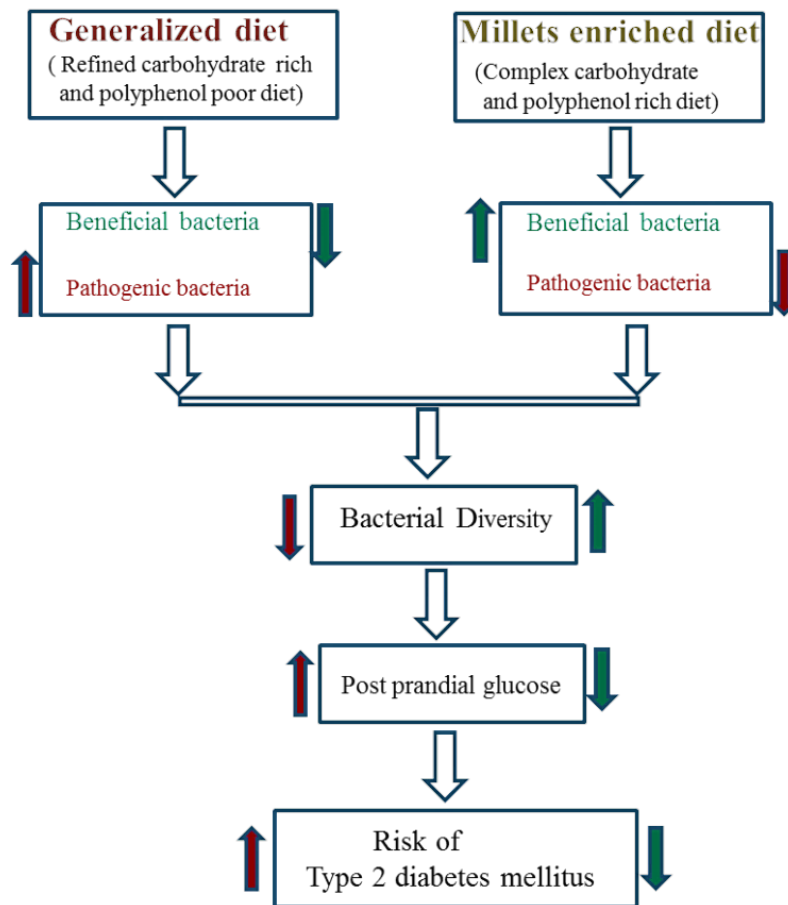 Generalized diet
( Refined carbohydrate rich
and polyphenol poor diet)
Millets enriched diet
(Complex carbohydrate
and polyphenol rich diet)
Beneficial bacteria
Pathogenic bacteria
Beneficial bacteria
Pathogenic bacteria
Bacterial Diversity
Post prandial glucose
Risk of
Type 2 diabetes mellitus